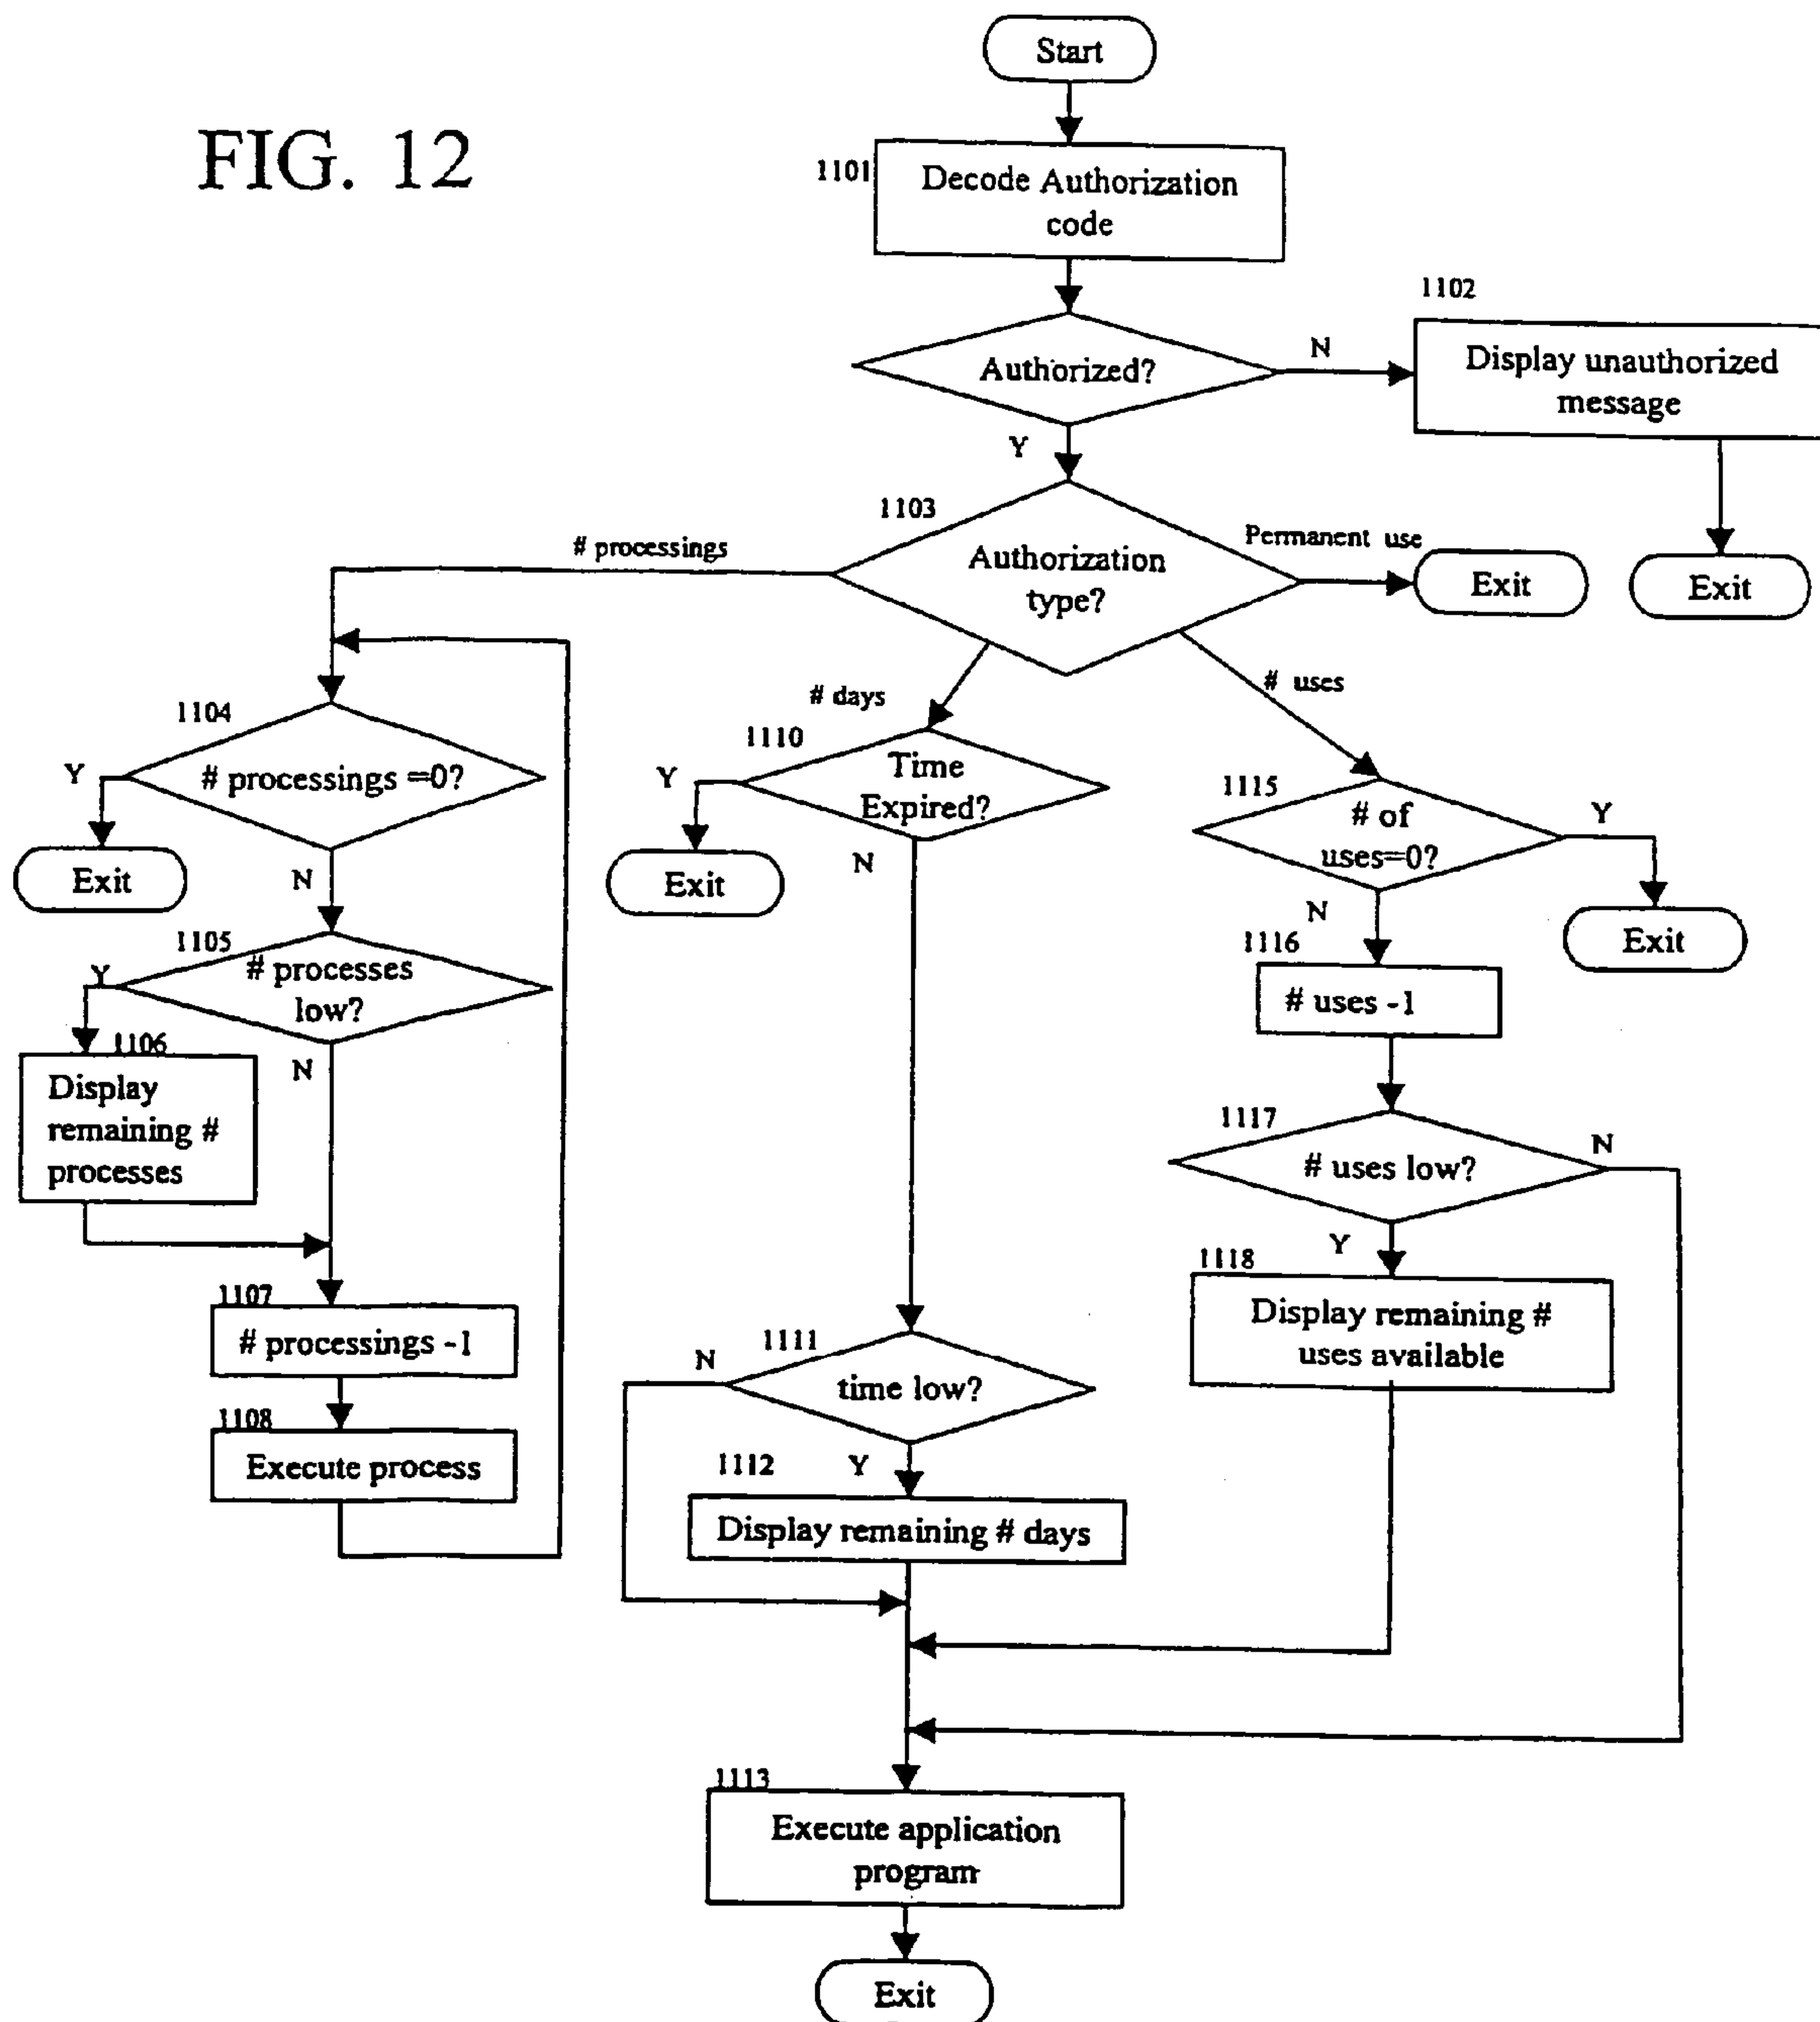 FIG. 12
Start
1101
Decode Authorization
code
1102
Authorized?
N
Display unauthorized
message
Y
1103
# processings
Authorization
type?
Permanent use
Exit
Exit
# days
# uses
1104
# processings =0?
Y
Exit
N
1110
Time
Expired?
Y
Exit
N
1115
# of
uses=0?
Y
Exit
N
1105
# processes
low?
Y
1106
Display
remaining #
processes
N
1116
# uses -1
1117
# uses low?
N
Y
1118
Display remaining #
uses available
1107
# processings -1
1108
Execute process
1111
time low?
N
Y
1112
Display remaining # days
1113
Execute application
program
Exit